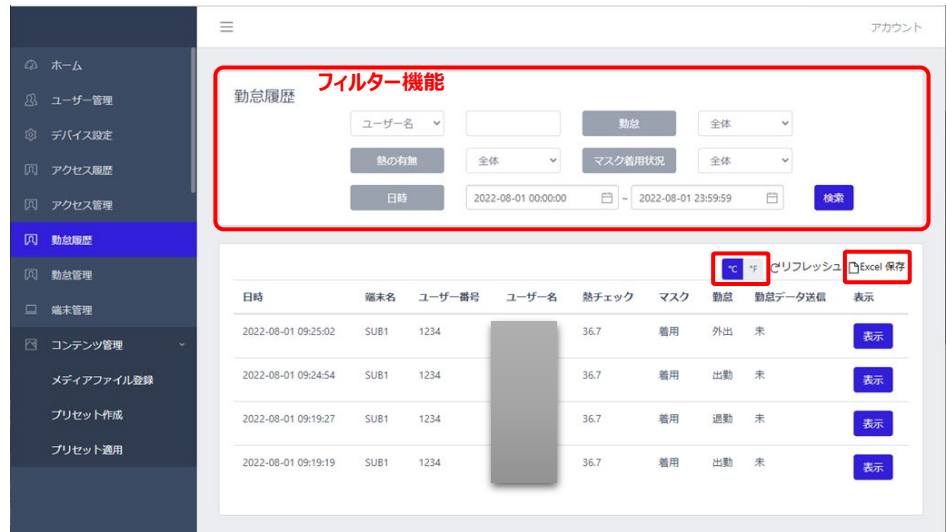 アカウント
ホーム
ユーザー管理
デバイス設定
アクセス履歴
アクセス管理
勤怠履歴
勤怠管理
端末管理
コンテンツ管理
メディアファイル登録
プリセット作成
プリセット適用
フィルター機能
勤怠履歴
ユーザー名 勤怠 全体
熱の有無 全体 マスク着用状況 全体
日時 2022-08-01 00:00:00 ~ 2022-08-01 23:59:59 検索
°C °F リフレッシュ Excel 保存
日時 端末名 ユーザー番号 ユーザー名 熱チェック マスク 勤怠 勤怠データ送信 表示
2022-08-01 09:25:02 SUB1 1234 36.7 着用 外出 未 表示
2022-08-01 09:24:54 SUB1 1234 36.7 着用 出勤 未 表示
2022-08-01 09:19:27 SUB1 1234 36.7 着用 退勤 未 表示
2022-08-01 09:19:19 SUB1 1234 36.7 着用 出勤 未 表示